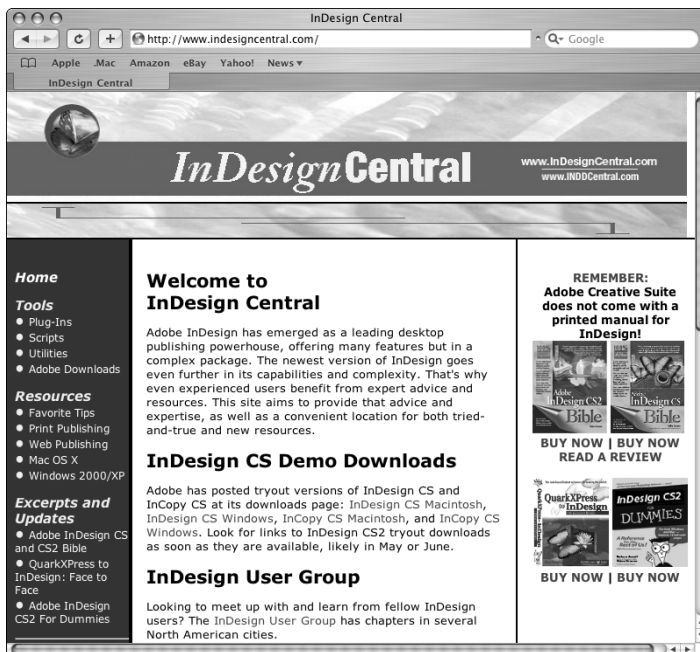 InDesign Central
http://www.indesigncentral.com/
Google
Apple .Mac Amazon eBay Yahoo! News
InDesign Central
InDesignCentral
www.InDesignCentral.com
www.INDDCentral.com
Home
Tools
Plug-Ins
Scripts
Utilities
Adobe Downloads
Resources
Favorite Tips
Print Publishing
Web Publishing
Mac OS X
Windows 2000/XP
Excerpts and
Updates
Adobe InDesign CS
and CS2 Bible
QuarkXPress to
InDesign: Face to
Face
Adobe InDesign
CS2 For Dummies
Welcome to
InDesign Central
Adobe InDesign has emerged as a leading desktop
publishing powerhouse, offering many features but in a
complex package. The newest version of InDesign goes
even further in its capabilities and complexity. That's why
even experienced users benefit from expert advice and
resources. This site aims to provide that advice and
expertise, as well as a convenient location for both tried-
and-true and new resources.
InDesign CS Demo Downloads
Adobe has posted tryout versions of InDesign CS and
InCopy CS at its downloads page: InDesign CS Macintosh,
InDesign CS Windows, InCopy CS Macintosh, and InCopy CS
Windows. Look for links to InDesign CS2 tryout downloads
as soon as they are available, likely in May or June.
InDesign User Group
Looking to meet up with and learn from fellow InDesign
users? The InDesign User Group has chapters in several
North American cities.
REMEMBER:
Adobe Creative Suite
does not come with a
printed manual for
InDesign!
Adobe
InDesign CS2
Bible
InDesign CS
Bible
BUY NOW | BUY NOW
READ A REVIEW
QuarkXPress
to InDesign
InDesign CS2
FOR
DUMMIES
A Reference
for the
Rest of Us!
BUY NOW | BUY NOW